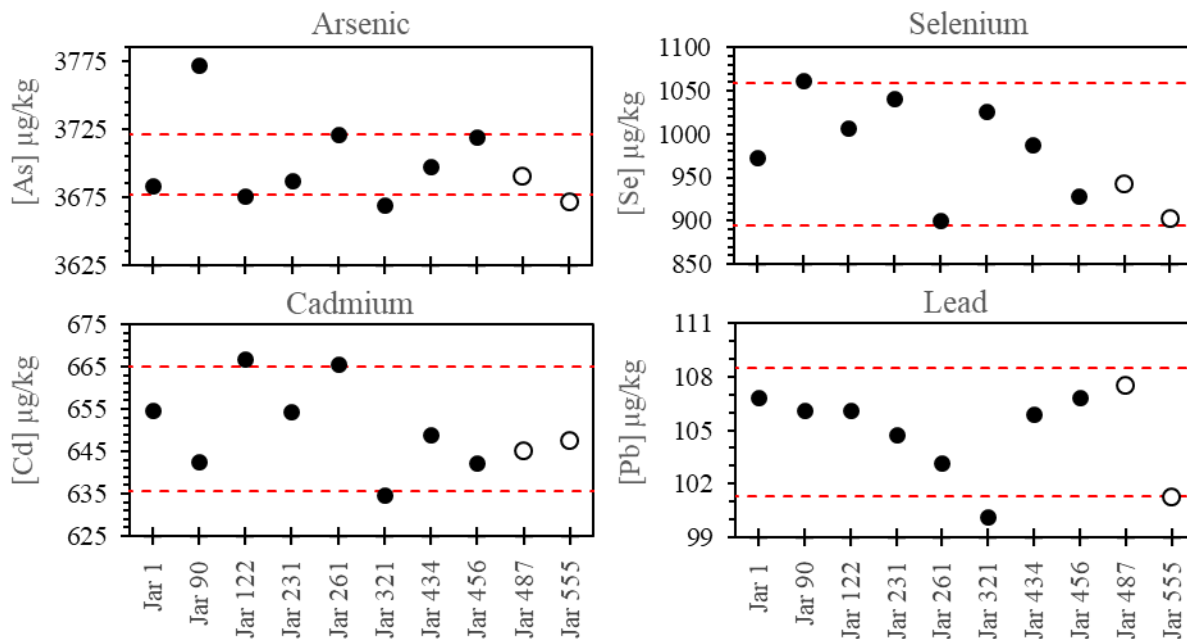 Arsenic
[As] µg/kg
3775
3725
3675
3625
Selenium
[Se] µg/kg
1100
1050
1000
950
900
850
Cadmium
[Cd] µg/kg
675
665
655
645
635
625
Lead
[Pb] µg/kg
111
108
105
102
99
Jar 1
Jar 90
Jar 122
Jar 231
Jar 261
Jar 321
Jar 434
Jar 456
Jar 487
Jar 555
Jar 1
Jar 90
Jar 122
Jar 231
Jar 261
Jar 321
Jar 434
Jar 456
Jar 487
Jar 555